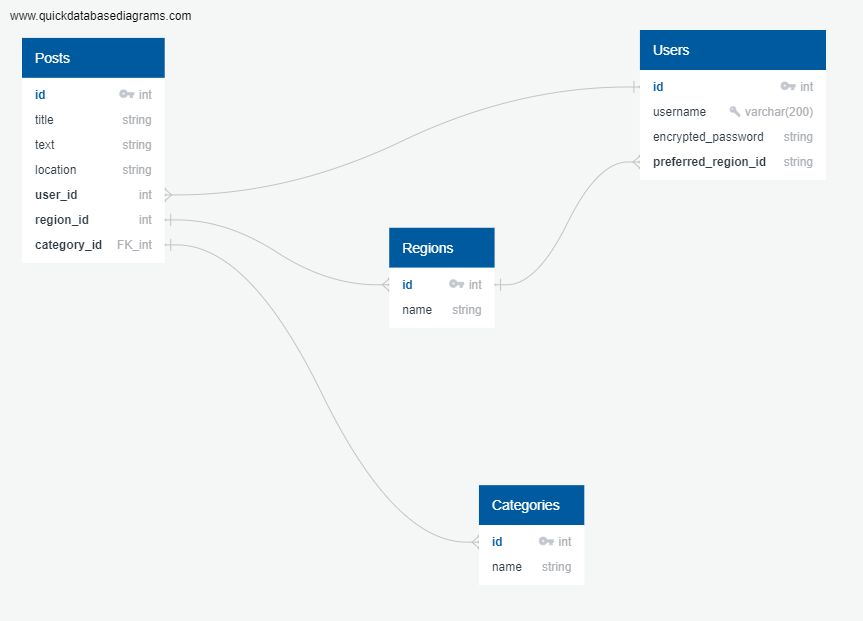 www.quickdatabasediagrams.com
Posts
id int
title string
text string
location string
user_id int
region_id int
category_id FK_int
Users
id int
username varchar(200)
encrypted_password string
preferred_region_id string
Regions
id int
name string
Categories
id int
name string